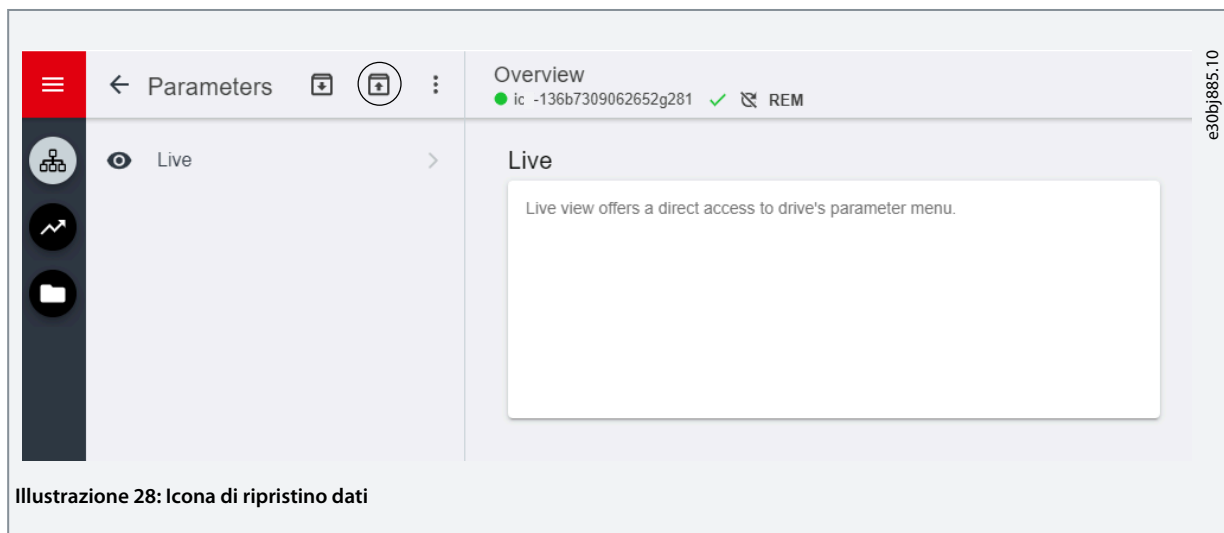 Parameters
Overview
ic -136b7309062652g281 REM
Live
Live
Live view offers a direct access to drive's parameter menu.
e30bj885.10
Illustrazione 28: Icona di ripristino dati